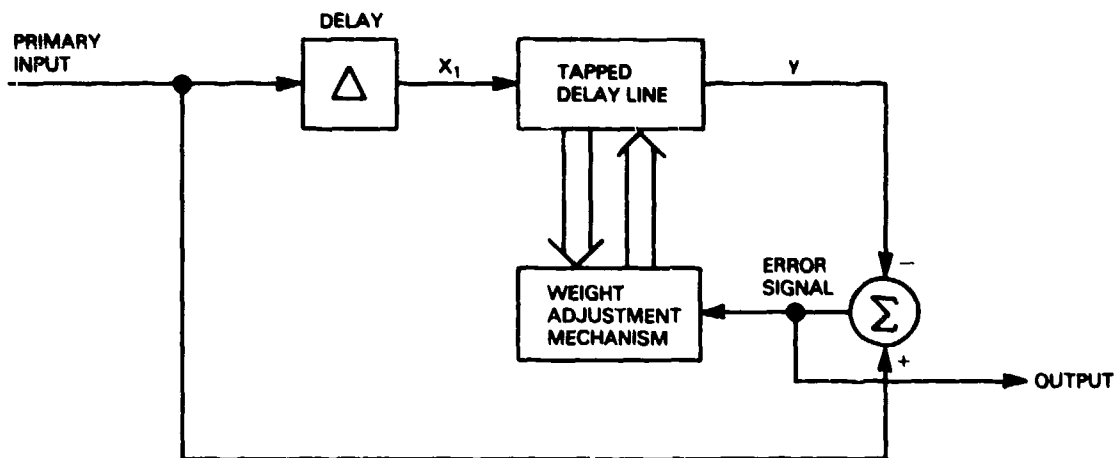 DELAY
PRIMARY
INPUT
Δ
X₁
TAPPED
DELAY LINE
Y
WEIGHT
ADJUSTMENT
MECHANISM
ERROR
SIGNAL
−
Σ
+
OUTPUT